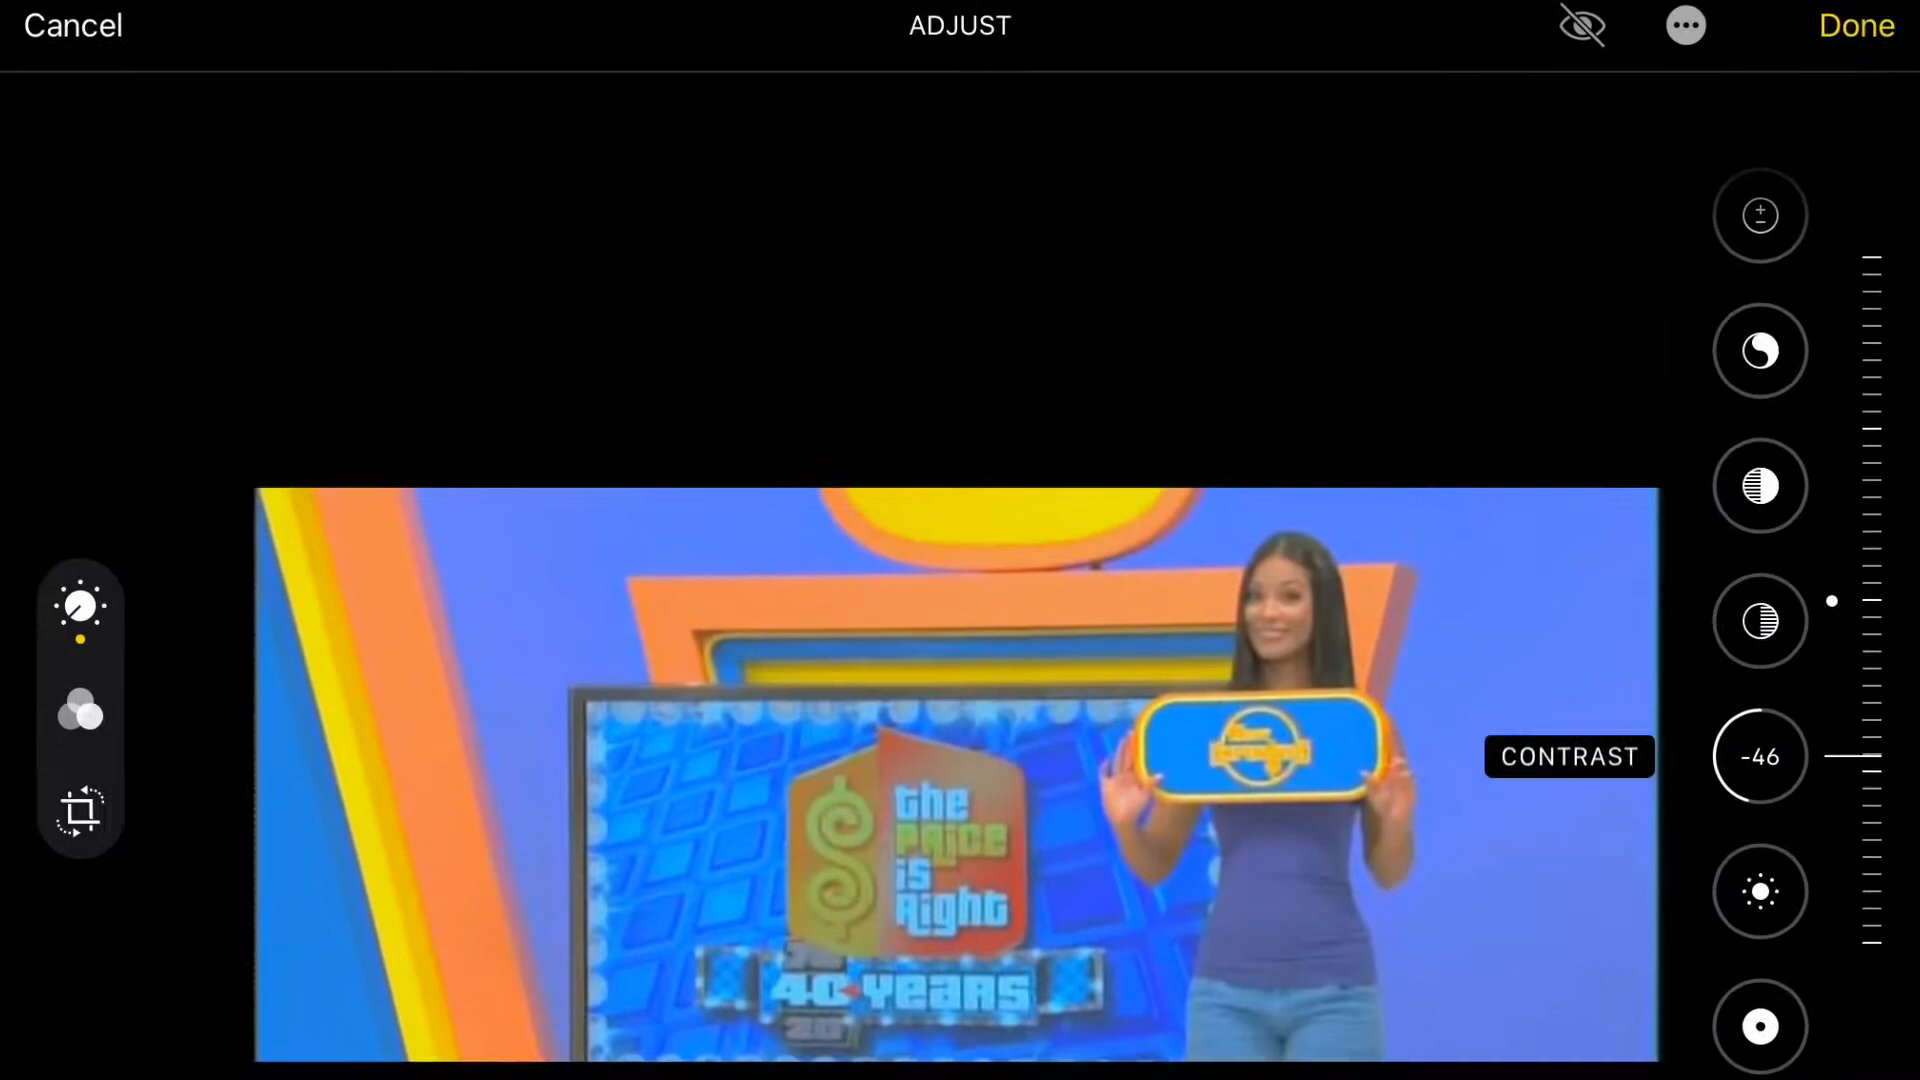 Cancel
ADJUST
Done
CONTRAST
-46
the
PRICE
is
Right
40 YEARS